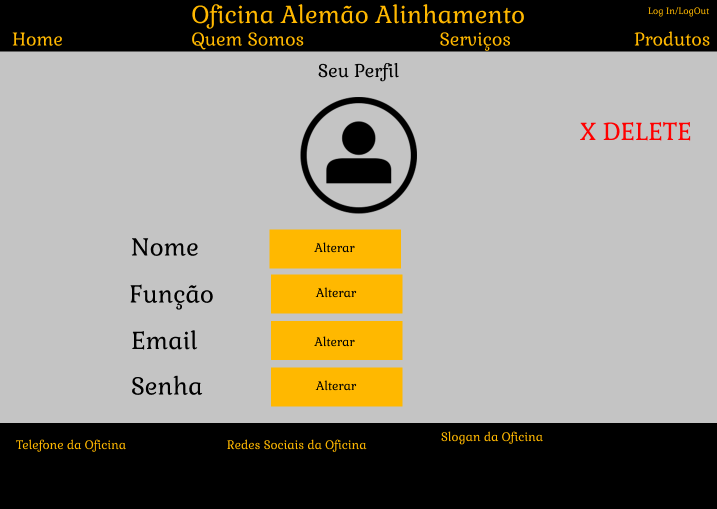 Oficina Alemão Alinhamento
Log In/LogOut
Home Quem Somos Serviços Produtos
Seu Perfil
X DELETE
Nome Alterar
Função Alterar
Email Alterar
Senha Alterar
Telefone da Oficina Redes Sociais da Oficina Slogan da Oficina